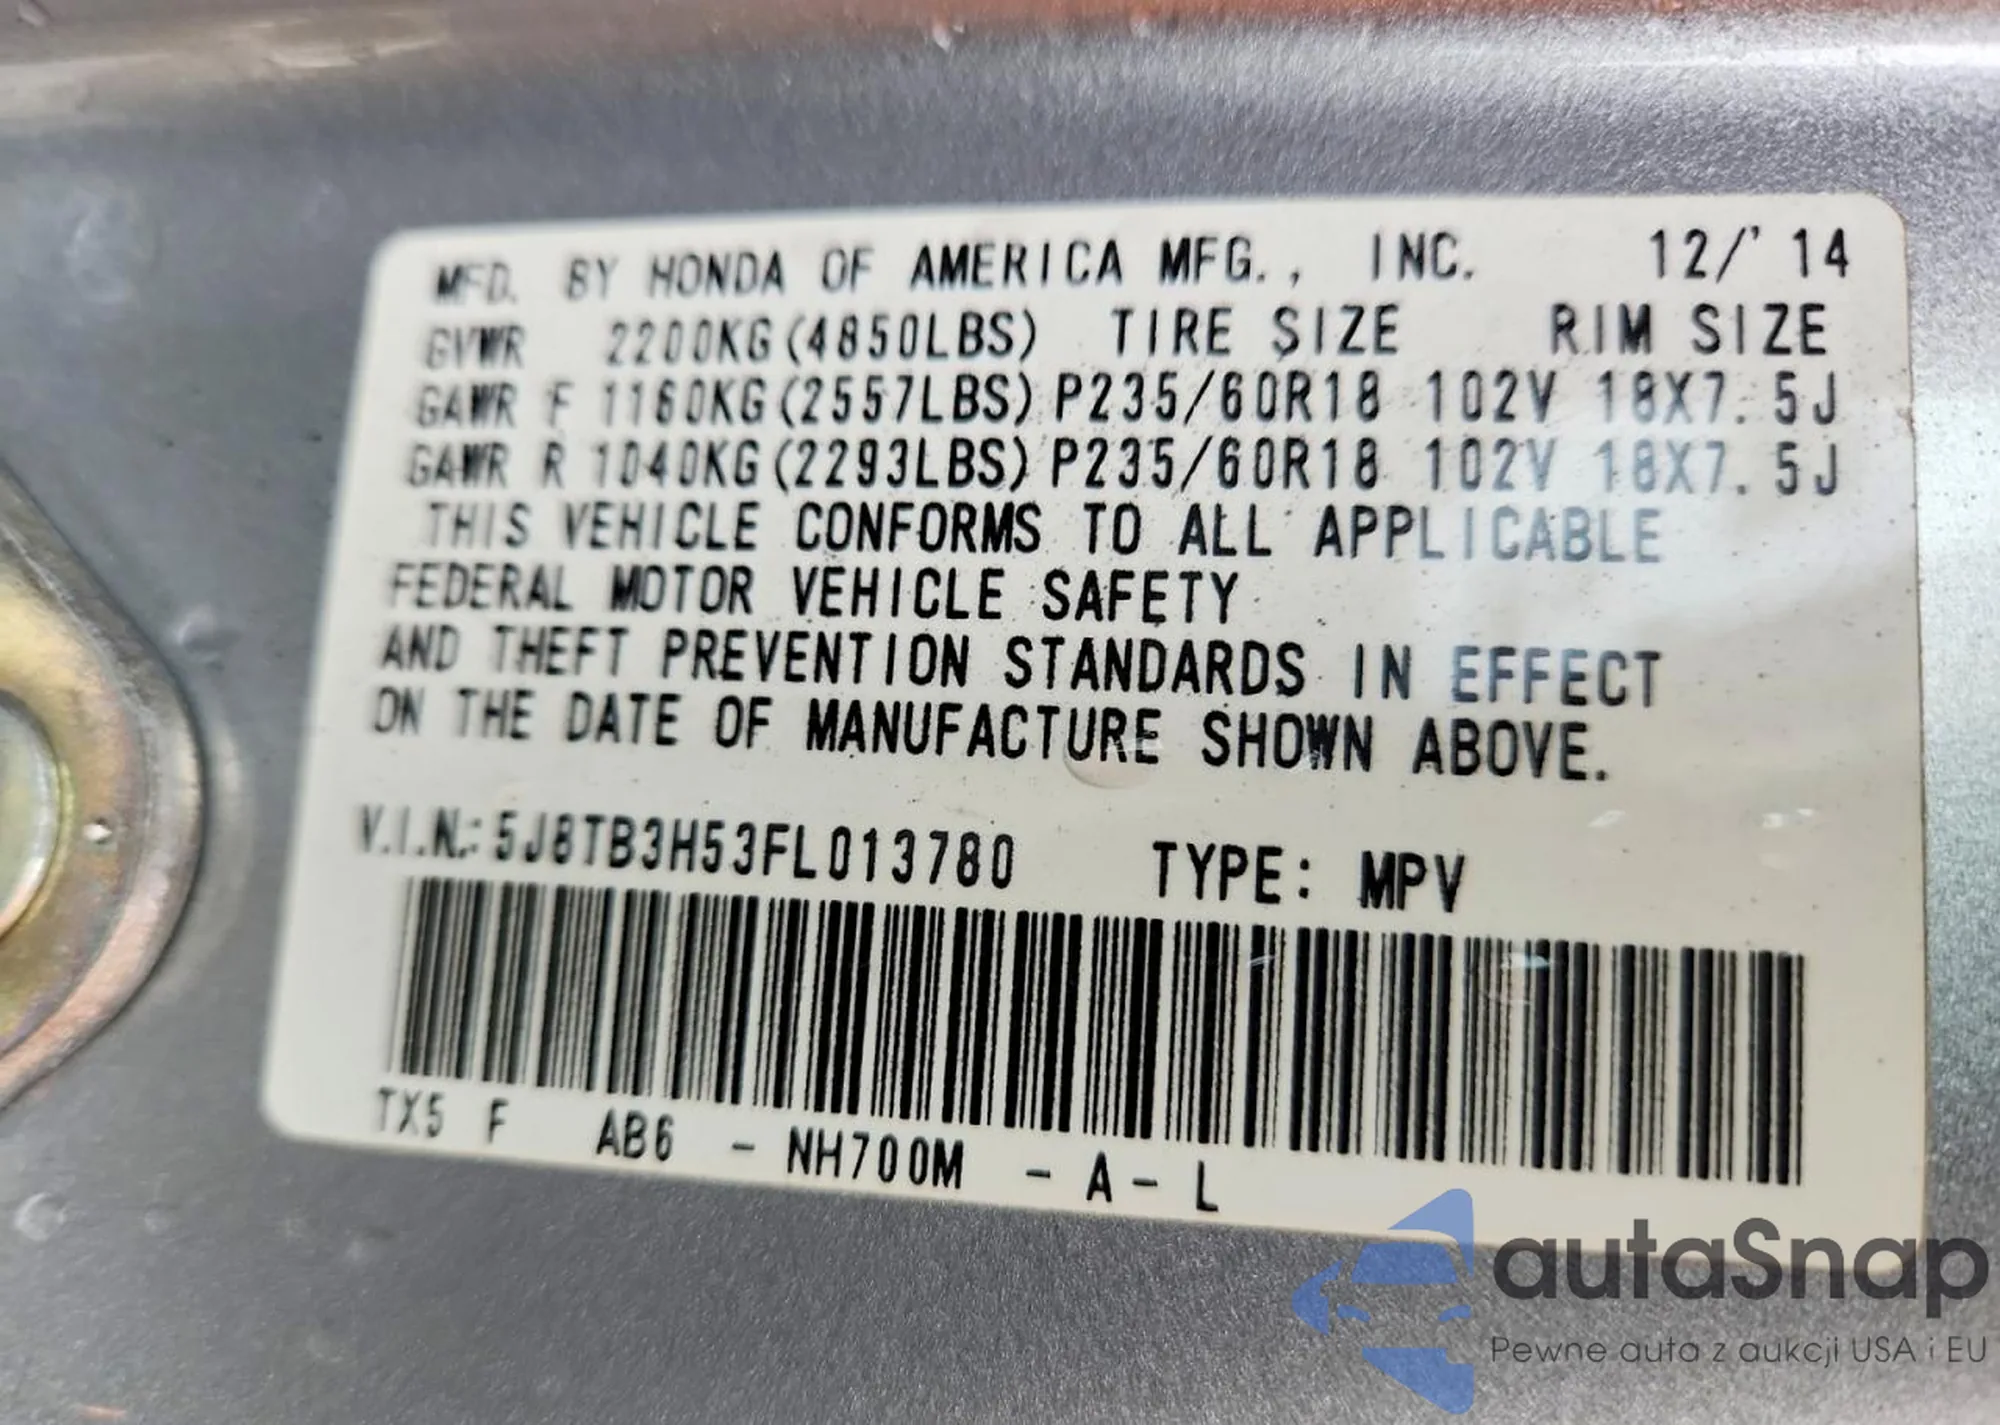 MFD. BY HONDA OF AMERICA MFG., INC. 12/'14
GVWR 2200KG(4850LBS) TIRE SIZE RIM SIZE
GAWR F 1160KG(2557LBS) P235/60R18 102V 18X7.5J
GAWR R 1040KG(2293LBS) P235/60R18 102V 18X7.5J
THIS VEHICLE CONFORMS TO ALL APPLICABLE
FEDERAL MOTOR VEHICLE SAFETY
AND THEFT PREVENTION STANDARDS IN EFFECT
ON THE DATE OF MANUFACTURE SHOWN ABOVE.
V.I.N.: 5J8TB3H53FL013780 TYPE: MPV
TX5 F AB6 - NH700M - A - L
autaSnap
Pewne auta z aukcji USA i EU